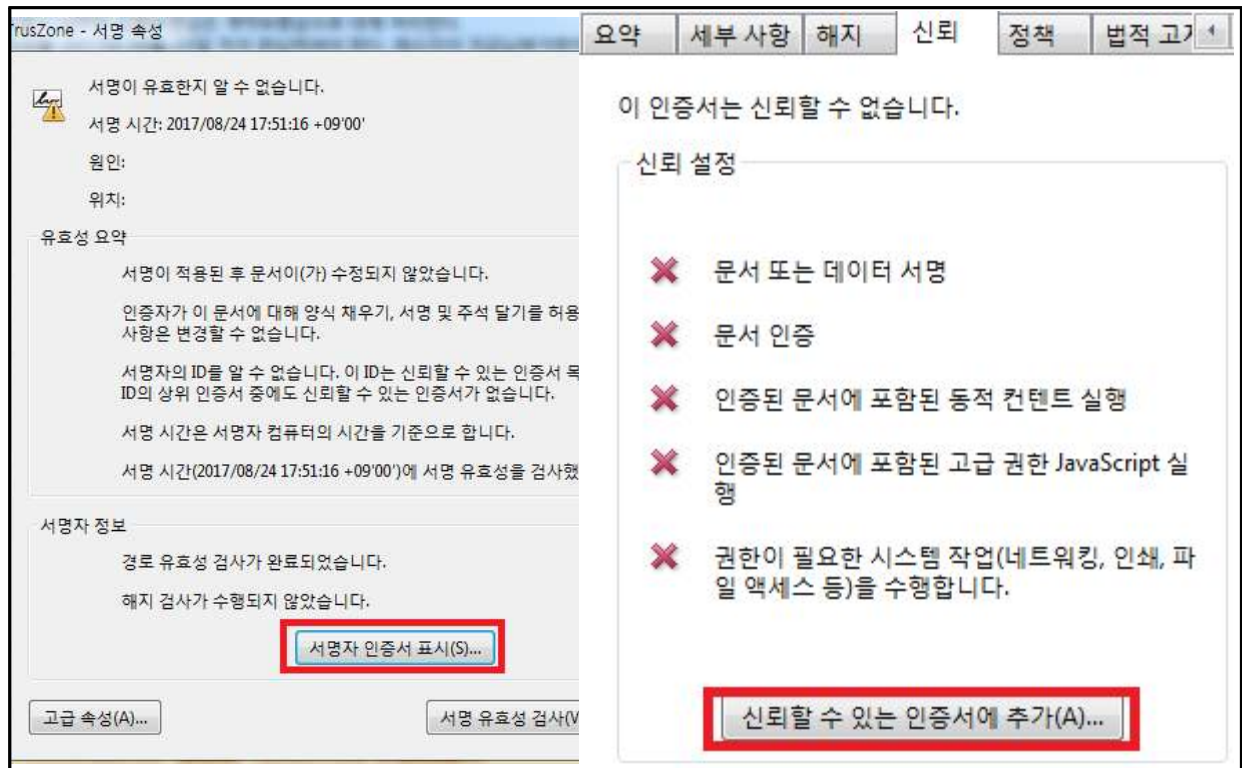 rusZone - 서명 속성
서명이 유효한지 알 수 없습니다.
서명 시간: 2017/08/24 17:51:16 +09'00'
원인:
위치:
유효성 요약
서명이 적용된 후 문서이(가) 수정되지 않았습니다.
인증자가 이 문서에 대해 양식 채우기, 서명 및 주석 달기를 허용
사항은 변경할 수 없습니다.
서명자의 ID를 알 수 없습니다. 이 ID는 신뢰할 수 있는 인증서 목
ID의 상위 인증서 중에도 신뢰할 수 있는 인증서가 없습니다.
서명 시간은 서명자 컴퓨터의 시간을 기준으로 합니다.
서명 시간(2017/08/24 17:51:16 +09'00')에 서명 유효성을 검사했
서명자 정보
경로 유효성 검사가 완료되었습니다.
해지 검사가 수행되지 않았습니다.
서명자 인증서 표시(S)...
고급 속성(A)...
서명 유효성 검사(V
요약 세부 사항 해지 신뢰 정책 법적 고지
이 인증서는 신뢰할 수 없습니다.
신뢰 설정
문서 또는 데이터 서명
문서 인증
인증된 문서에 포함된 동적 컨텐트 실행
인증된 문서에 포함된 고급 권한 JavaScript 실
행
권한이 필요한 시스템 작업(네트워킹, 인쇄, 파
일 액세스 등)을 수행합니다.
신뢰할 수 있는 인증서에 추가(A)...